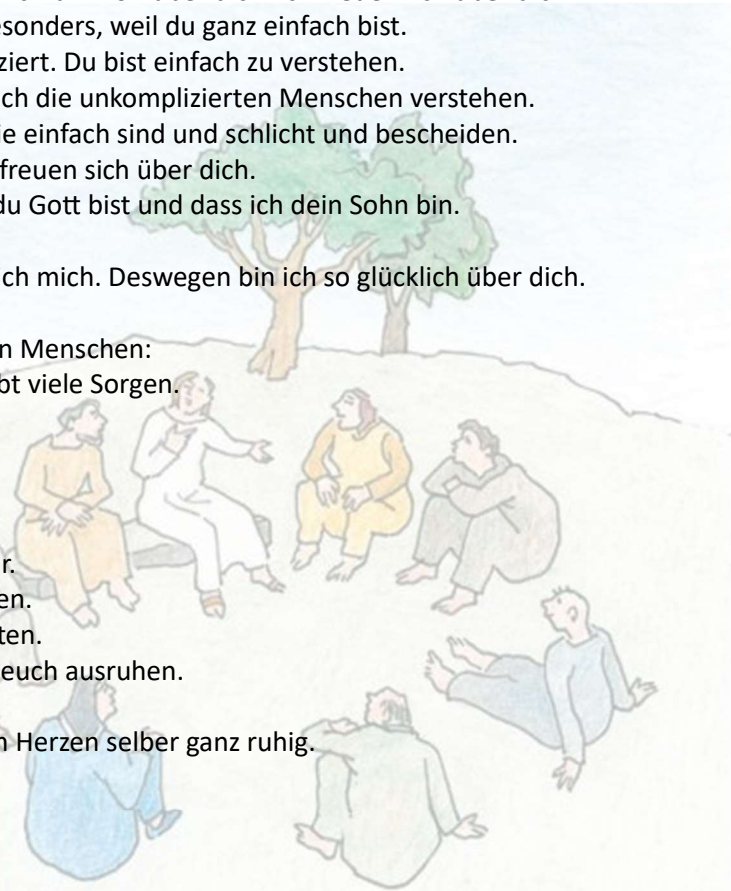 esonders, weil du ganz einfach bist.
ziert. Du bist einfach zu verstehen.
ch die unkomplizierten Menschen verstehen.
ie einfach sind und schlicht und bescheiden.
freuen sich über dich.
du Gott bist und dass ich dein Sohn bin.
ich mich. Deswegen bin ich so glücklich über dich.
n Menschen:
bt viele Sorgen.
r.
en.
ten.
euch ausruhen.
n Herzen selber ganz ruhig.